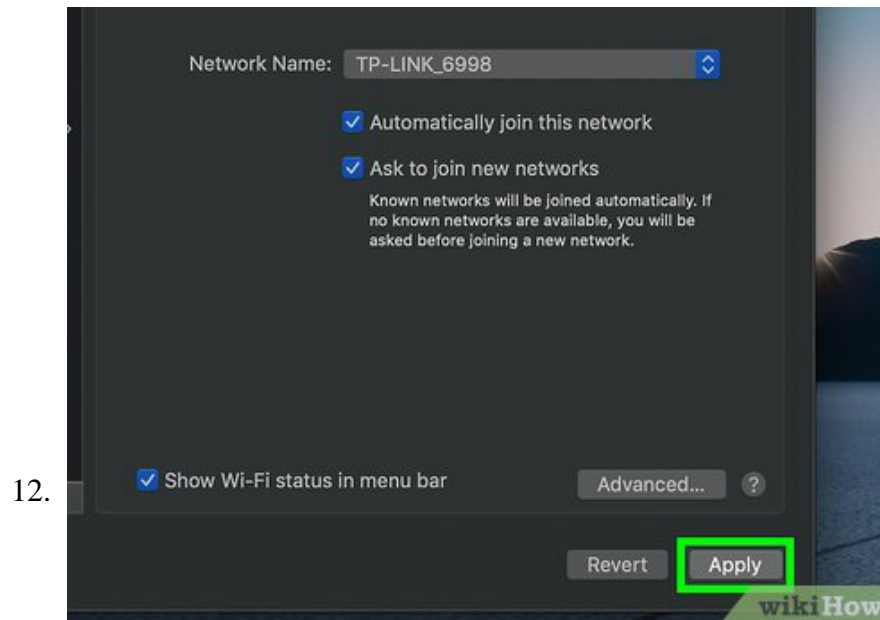 Network Name: TP-LINK_6998
Automatically join this network
Ask to join new networks
Known networks will be joined automatically. If
no known networks are available, you will be
asked before joining a new network.
12.
Show Wi-Fi status in menu bar Advanced... ?
Revert Apply
wikiHow